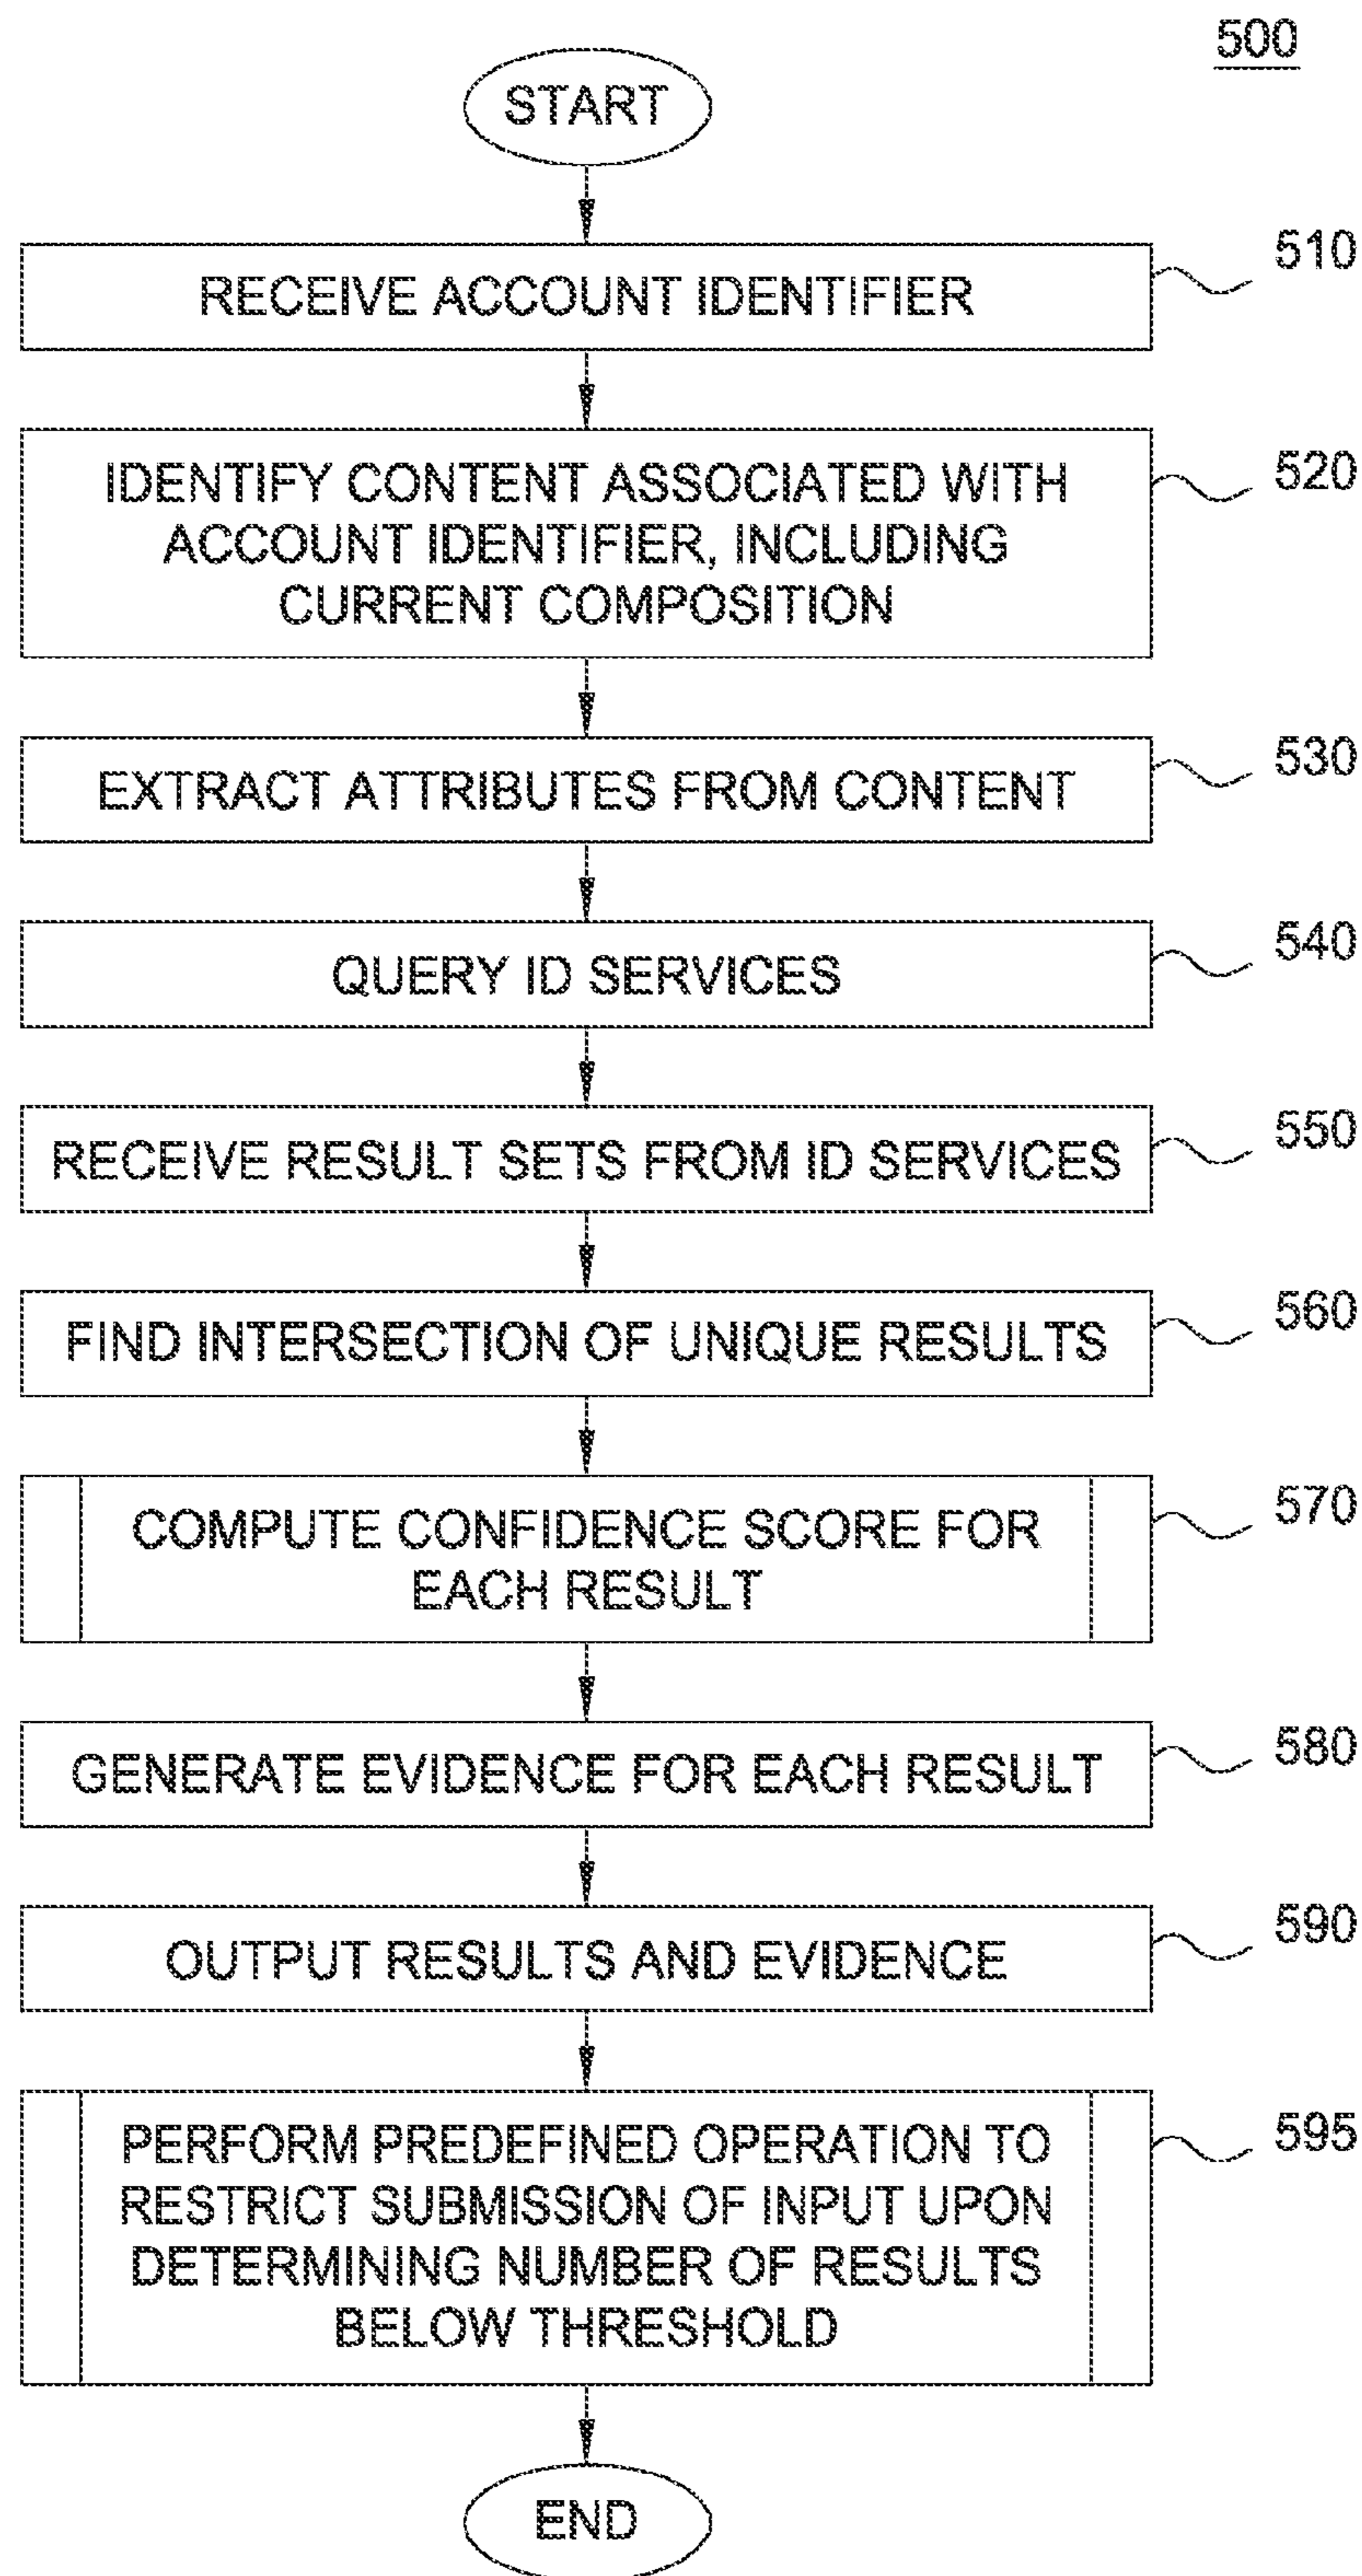 500
START
RECEIVE ACCOUNT IDENTIFIER
510
IDENTIFY CONTENT ASSOCIATED WITH
ACCOUNT IDENTIFIER, INCLUDING
CURRENT COMPOSITION
520
EXTRACT ATTRIBUTES FROM CONTENT
530
QUERY ID SERVICES
540
RECEIVE RESULT SETS FROM ID SERVICES
550
FIND INTERSECTION OF UNIQUE RESULTS
560
COMPUTE CONFIDENCE SCORE FOR
EACH RESULT
570
GENERATE EVIDENCE FOR EACH RESULT
580
OUTPUT RESULTS AND EVIDENCE
590
PERFORM PREDEFINED OPERATION TO
RESTRICT SUBMISSION OF INPUT UPON
DETERMINING NUMBER OF RESULTS
BELOW THRESHOLD
595
END